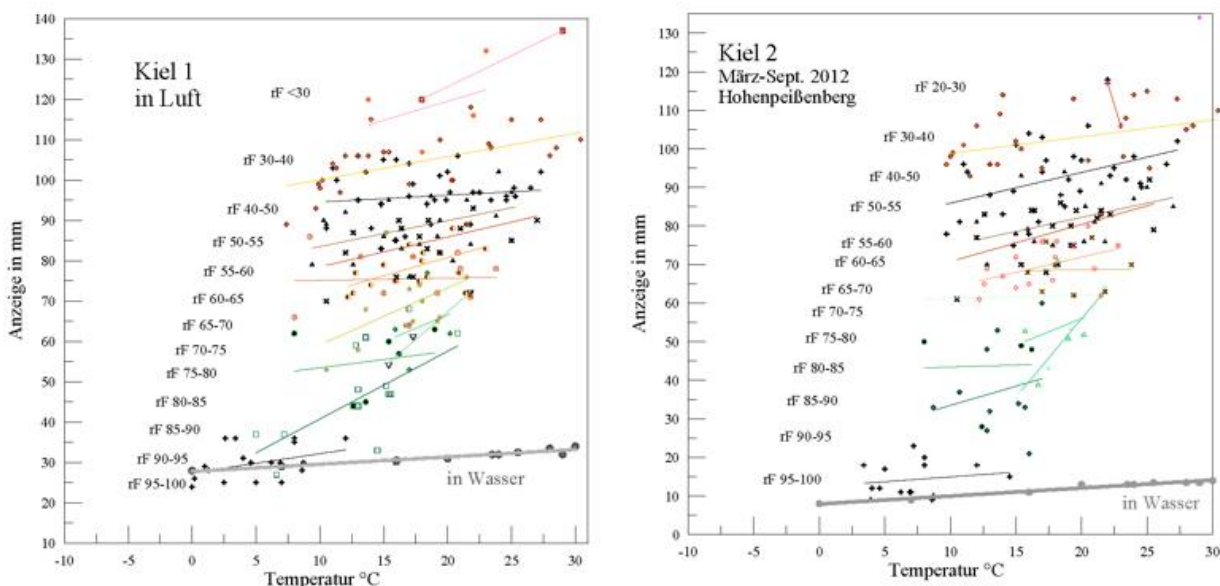 140
130
120
110
100
90
80
70
60
50
40
30
20
10
Anzeige in mm
Kiel 1
in Luft
rF <30
rF 30-40
rF 40-50
rF 50-55
rF 55-60
rF 60-65
rF 65-70
rF 70-75
rF 75-80
rF 80-85
rF 85-90
rF 90-95
rF 95-100
in Wasser
-10 -5 0 5 10 15 20 25 30
Temperatur °C
130
120
110
100
90
80
70
60
50
40
30
20
10
0
Anzeige in mm
Kiel 2
März-Sept. 2012
Hohenpeißenberg
rF 20-30
rF 30-40
rF 40-50
rF 50-55
rF 55-60
rF 60-65
rF 65-70
rF 70-75
rF 75-80
rF 80-85
rF 85-90
rF 90-95
rF 95-100
in Wasser
-10 -5 0 5 10 15 20 25 30
Temperatur °C